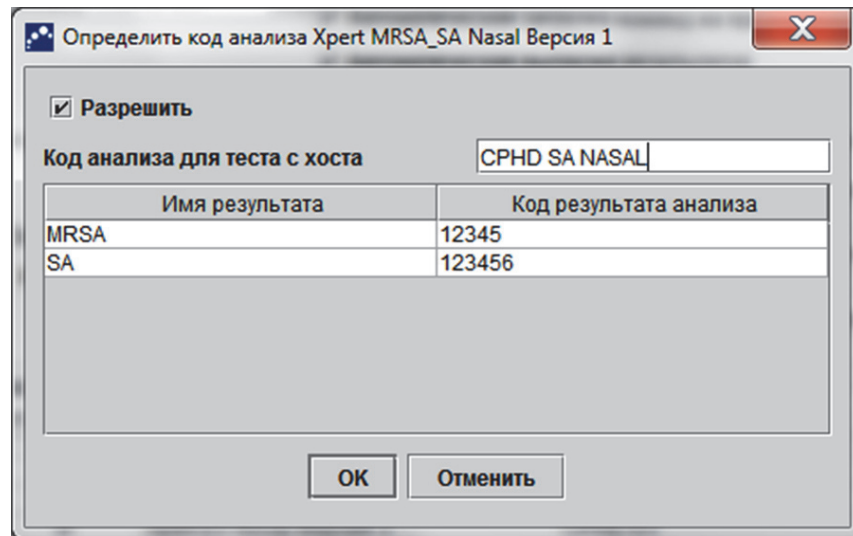 Определить код анализа Xpert MRSA_SA Nasal Версия 1
Разрешить
Код анализа для теста с хоста CPHD SA NASAL
Имя результата Код результата анализа
MRSA 12345
SA 123456
OK Отменить